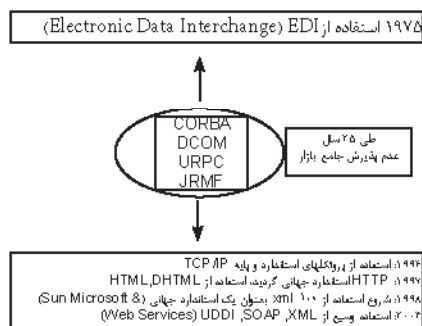 ۱۹۷۵ استفاده از EDI (Electronic Data Interchange)
CORBA
DCOM
URPC
JRMF
طی ۲۵ سال
عدم پذیرش جامع بازار
۱۹۹۴: استفاده از پروتکلهای استاندارد و پایه TCP/IP
۱۹۹۷: HTTP استاندارد جهانی گردید، استفاده از HTML,DHTML
۱۹۹۸: شروع استفاده از xml ۱۰۰ بعنوان یک استاندارد جهانی (Sun Microsoft &)
۲۰۰۲: استفاده وسیع از UDDI ,SOAP ,XML (Web Services)